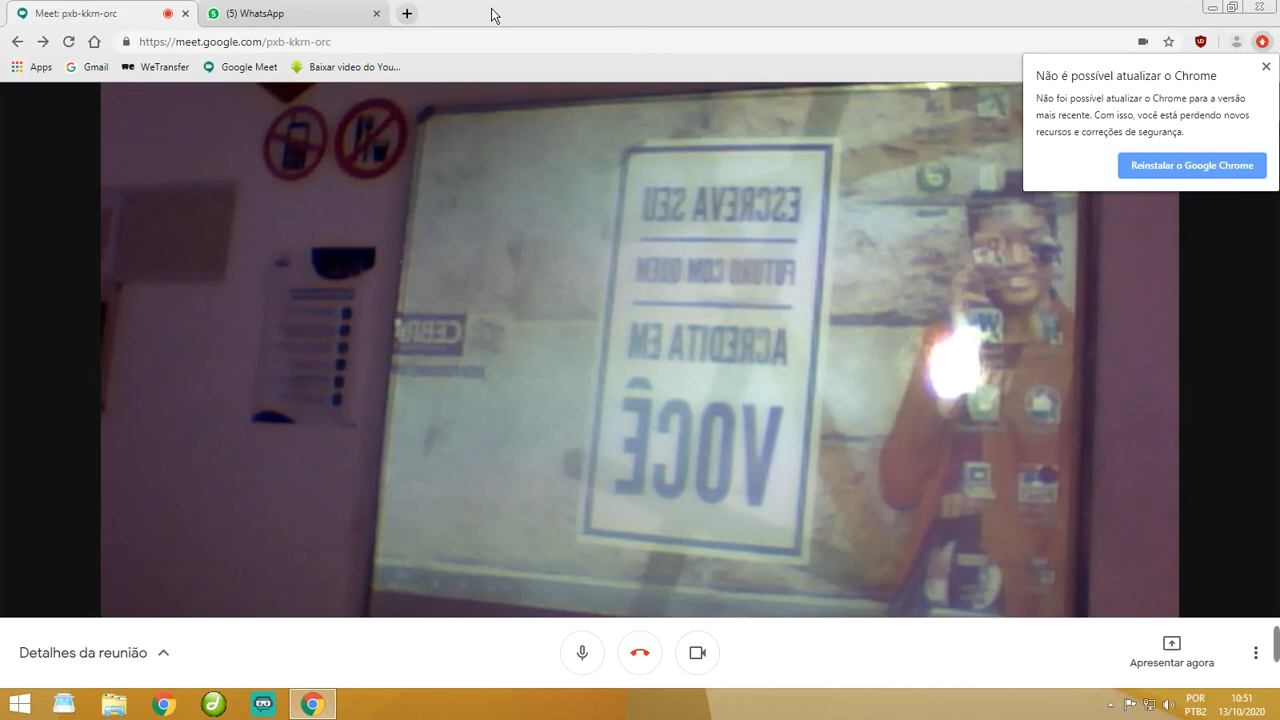 Meet: pxb-kkrn-orc
(5) WhatsApp
https://meet.google.com/pxb-kkrn-orc
Apps
Gmail
WeTransfer
Google Meet
Baixar video do You...
Não é possível atualizar o Chrome
Não foi possível atualizar o Chrome para a versão
mais recente. Com isso, você está perdendo novos
recursos e correções de segurança.
Reinstalar o Google Chrome
ESCREVA SEU
FUTURO COM QUEM
ACREDITA EM
VOCÊ
Detalhes da reunião
Apresentar agora
POR
PTB2
10:51
13/10/2020